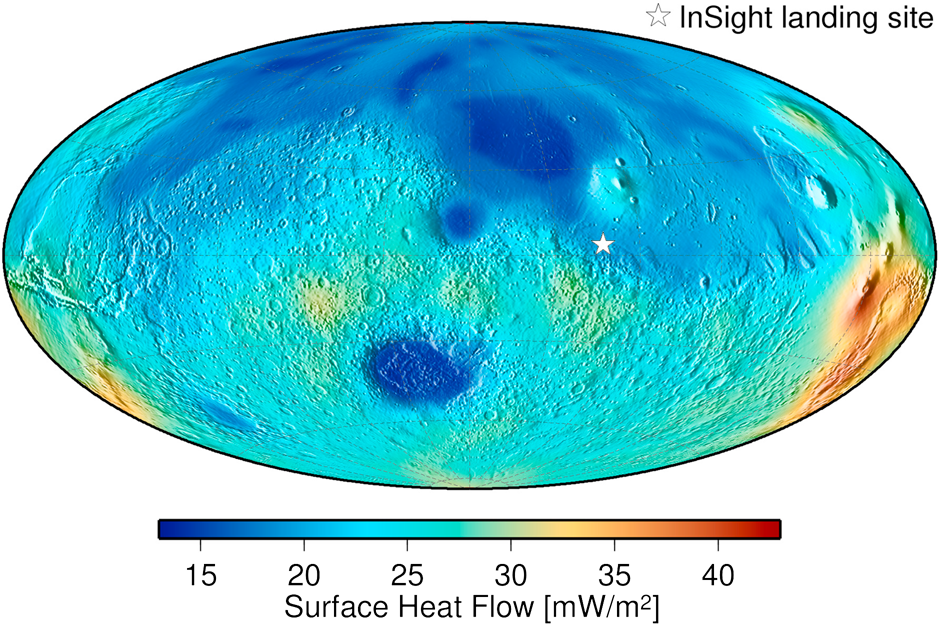 ☆ InSight landing site
15 20 25 30 35 40
Surface Heat Flow [mW/m²]